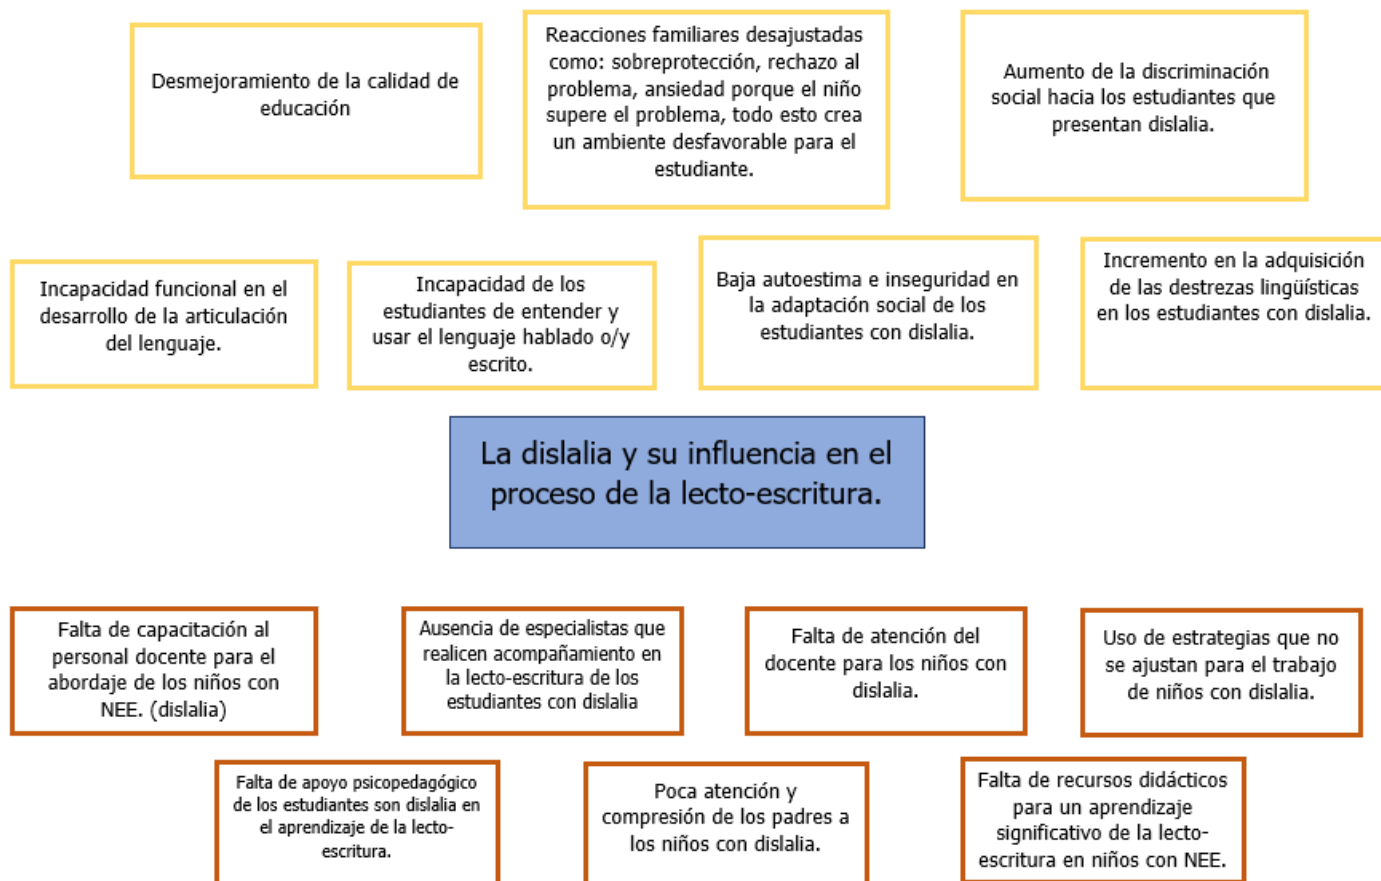 Desmejoramiento de la calidad de
educación
Reacciones familiares desajustadas
como: sobreprotección, rechazo al
problema, ansiedad porque el niño
supere el problema, todo esto crea
un ambiente desfavorable para el
estudiante.
Aumento de la discriminación
social hacia los estudiantes que
presentan dislalia.
Incapacidad funcional en el
desarrollo de la articulación
del lenguaje.
Incapacidad de los
estudiantes de entender y
usar el lenguaje hablado o/y
escrito.
Baja autoestima e inseguridad en
la adaptación social de los
estudiantes con dislalia.
Incremento en la adquisición
de las destrezas lingüísticas
en los estudiantes con dislalia.
La dislalia y su influencia en el
proceso de la lecto-escritura.
Falta de capacitación al
personal docente para el
abordaje de los niños con
NEE. (dislalia)
Ausencia de especialistas que
realicen acompañamiento en
la lecto-escritura de los
estudiantes con dislalia
Falta de atención del
docente para los niños con
dislalia.
Uso de estrategias que no
se ajustan para el trabajo
de niños con dislalia.
Falta de apoyo psicopedagógico
de los estudiantes son dislalia en
el aprendizaje de la lecto-
escritura.
Poca atención y
compresión de los padres a
los niños con dislalia.
Falta de recursos didácticos
para un aprendizaje
significativo de la lecto-
escritura en niños con NEE.